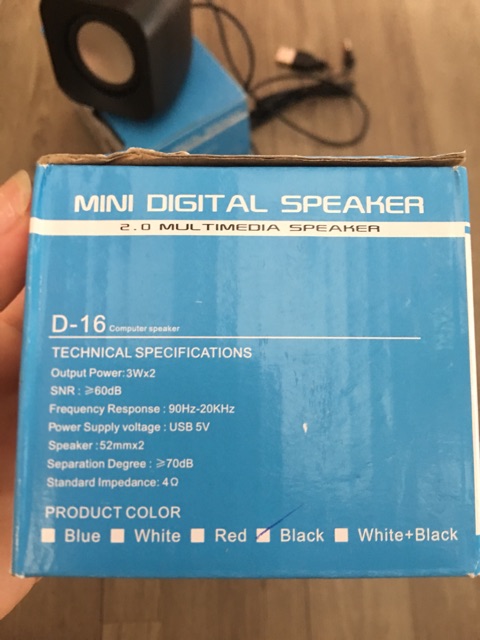 MINI DIGITAL SPEAKER
2.0 MULTIMEDIA SPEAKER
D-16 Computer speaker
TECHNICAL SPECIFICATIONS
Output Power:3Wx2
SNR : ≥60dB
Frequency Response : 90Hz-20KHz
Power Supply voltage : USB 5V
Speaker :52mmx2
Separation Degree : ≥70dB
Standard Impedance: 4Ω
PRODUCT COLOR
Blue White Red Black White+Black